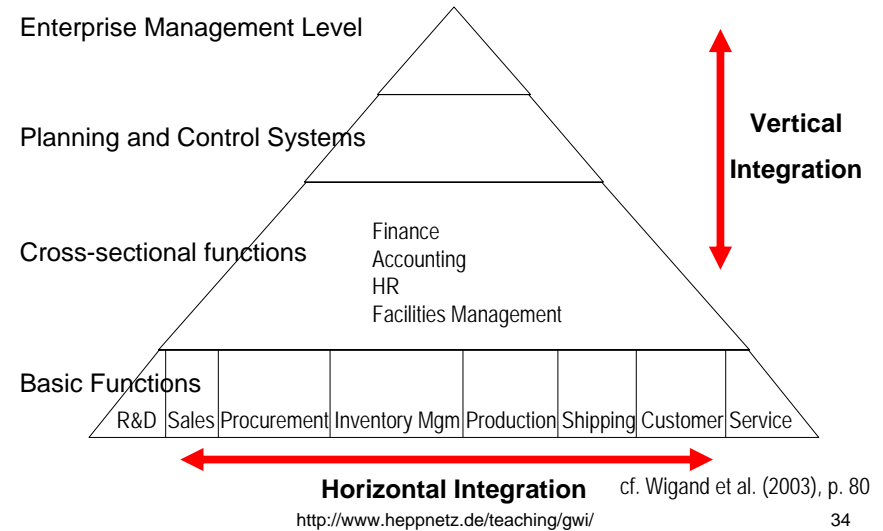 Enterprise Management Level
Planning and Control Systems
Vertical
Integration
Cross-sectional functions
Finance
Accounting
HR
Facilities Management
Basic Functions
R&D Sales Procurement Inventory Mgm Production Shipping Customer Service
Horizontal Integration
cf. Wigand et al. (2003), p. 80
http://www.heppnetz.de/teaching/gwi/
34